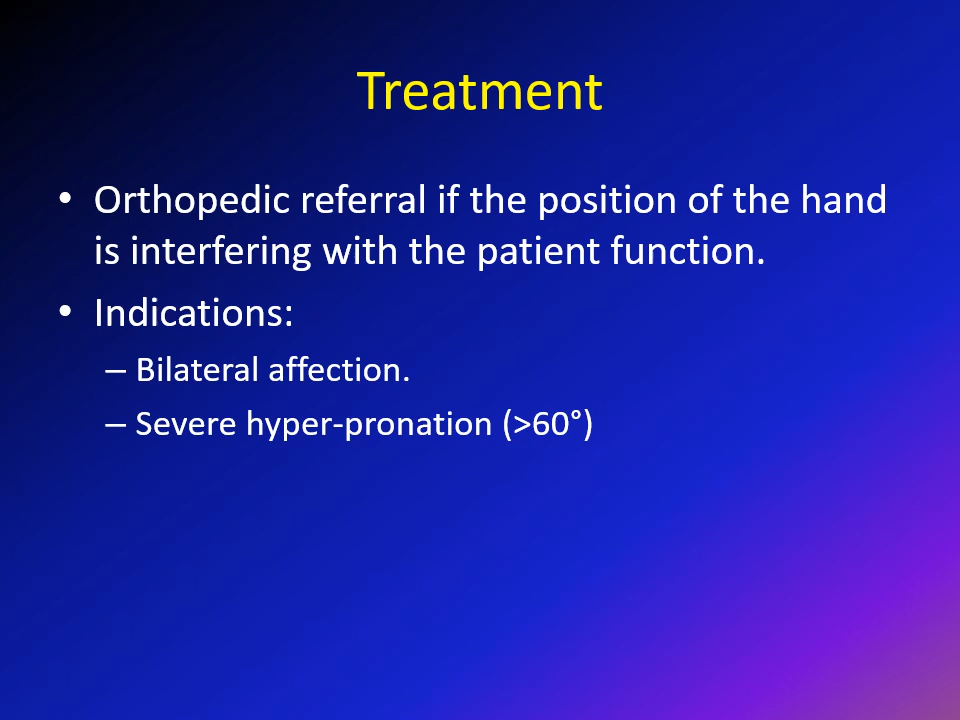 Treatment
• Orthopedic referral if the position of the hand
is interfering with the patient function.
• Indications:
– Bilateral affection.
– Severe hyper-pronation (>60°)